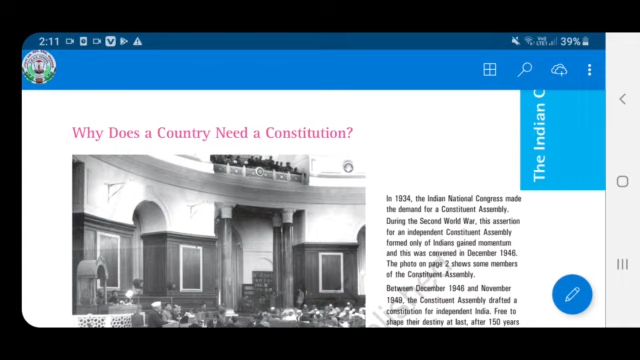 2:11
Vo))
LTE1
39%
The Indian C
Why Does a Country Need a Constitution?
In 1934, the Indian National Congress made
the demand for a Constituent Assembly.
During the Second World War, this assertion
for an independent Constituent Assembly
formed only of Indians gained momentum
and this was convened in December 1946.
The photo on page 2 shows some members
of the Constituent Assembly.
Between December 1946 and November
1949, the Constituent Assembly drafted a
constitution for independent India. Free to
shape their destiny at last, after 150 years